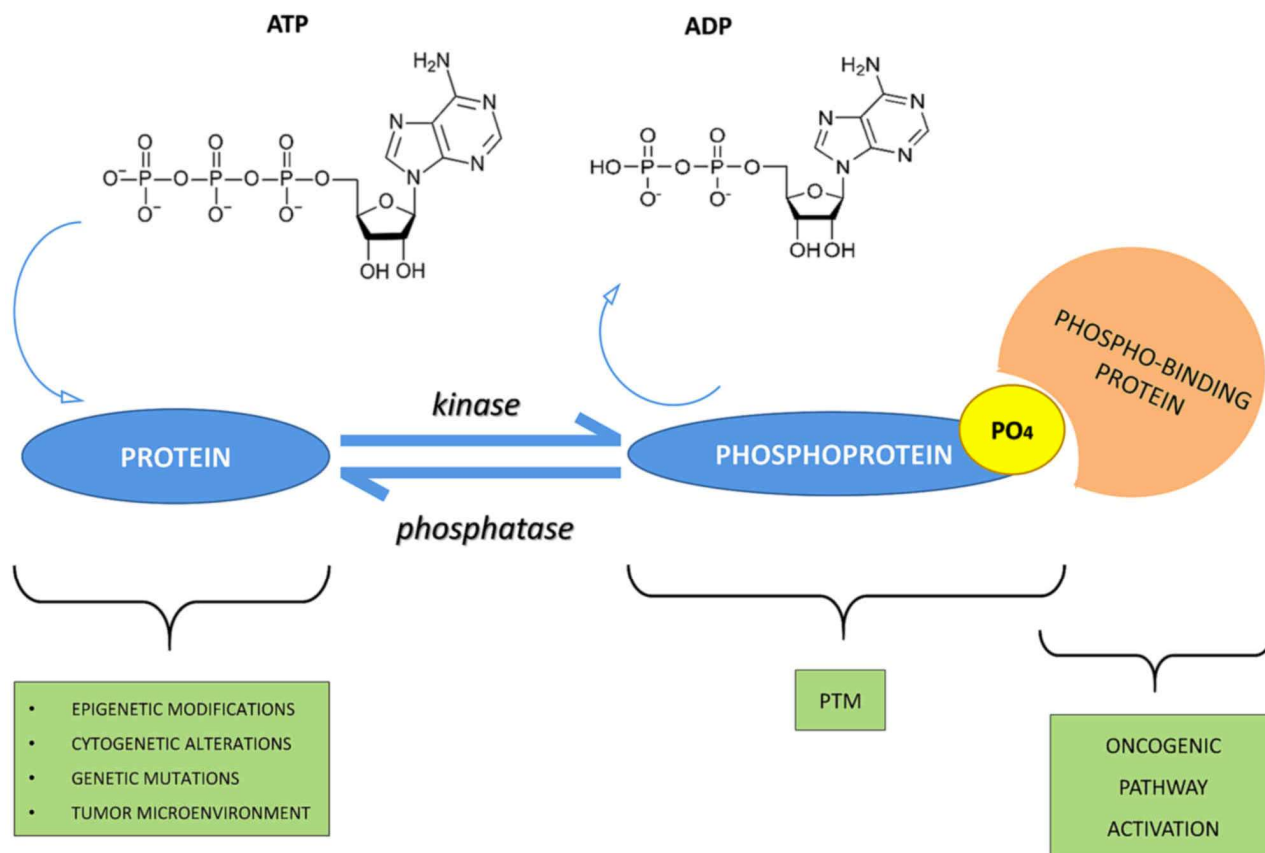 ATP
ADP
NH₂
N
N
N
N
O
O
O
O⁻
P
O
P
O
P
O
O⁻
O⁻
O⁻
O
OH
OH
H₂N
N
N
N
N
O
O
HO
P
O
P
O
O⁻
O⁻
O
OH
OH
PHOSPHO-BINDING
PROTEIN
kinase
PROTEIN
PHOSPHOPROTEIN
PO4
phosphatase
• EPIGENETIC MODIFICATIONS
• CYTOGENETIC ALTERATIONS
• GENETIC MUTATIONS
• TUMOR MICROENVIRONMENT
PTM
ONCOGENIC
PATHWAY
ACTIVATION